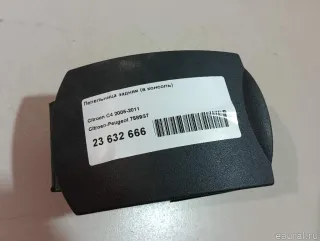 Пепельница задняя (в консоль)
Citroen C4 2005-2011
Citroen-Peugeot 7589S7
23 632 666